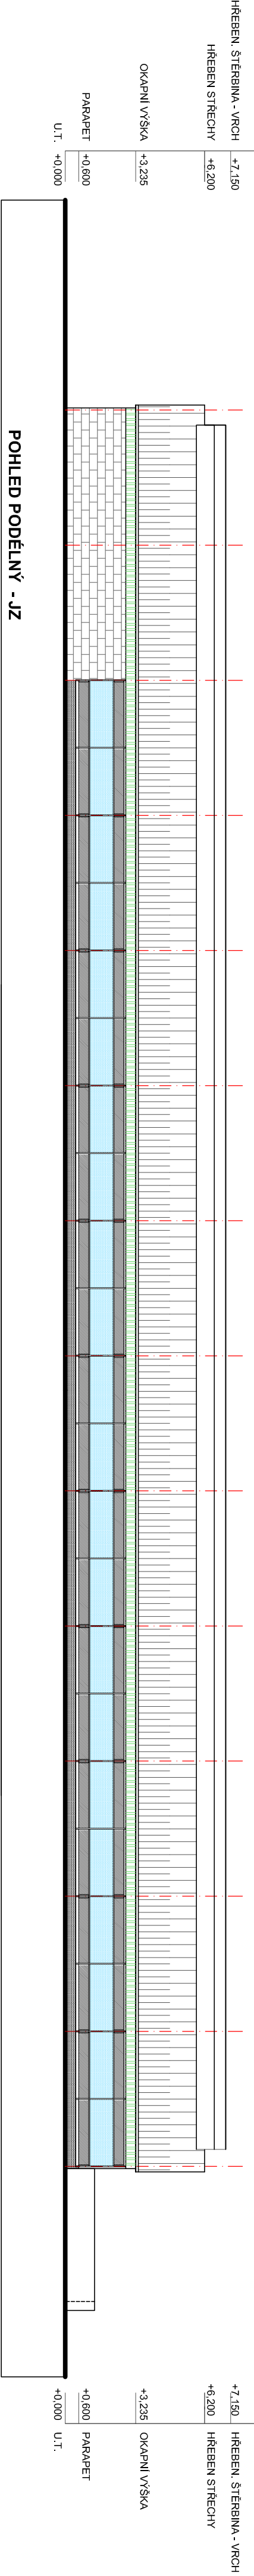 HŘEBEN. ŠTĚRBINA - VRCH +7,150
HŘEBEN STŘECHY +6,200
OKAPNÍ VÝŠKA +3,235
PARAPET +0,600
U.T. +0,000
+7,150 HŘEBEN. ŠTĚRBINA - VRCH
+6,200 HŘEBEN STŘECHY
+3,235 OKAPNÍ VÝŠKA
+0,600 PARAPET
+0,000 U.T.
POHLED PODÉLNÝ - JZ